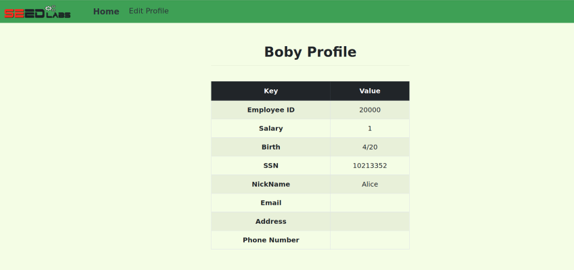 SEED LABS Home Edit Profile
Boby Profile
Key Value
Employee ID 20000
Salary 1
Birth 4/20
SSN 10213352
NickName Alice
Email
Address
Phone Number